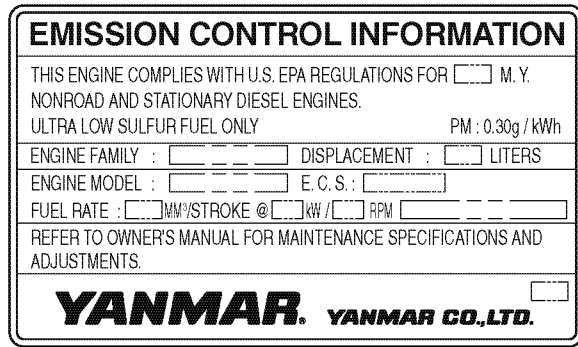 EMISSION CONTROL INFORMATION
THIS ENGINE COMPLIES WITH U.S. EPA REGULATIONS FOR M. Y.
NONROAD AND STATIONARY DIESEL ENGINES.
ULTRA LOW SULFUR FUEL ONLY PM : 0.30g / kWh
ENGINE FAMILY : DISPLACEMENT : LITERS
ENGINE MODEL : E. C. S. :
FUEL RATE : MM³/STROKE @ kW / RPM
REFER TO OWNER'S MANUAL FOR MAINTENANCE SPECIFICATIONS AND
ADJUSTMENTS.
YANMAR. YANMAR CO.,LTD.